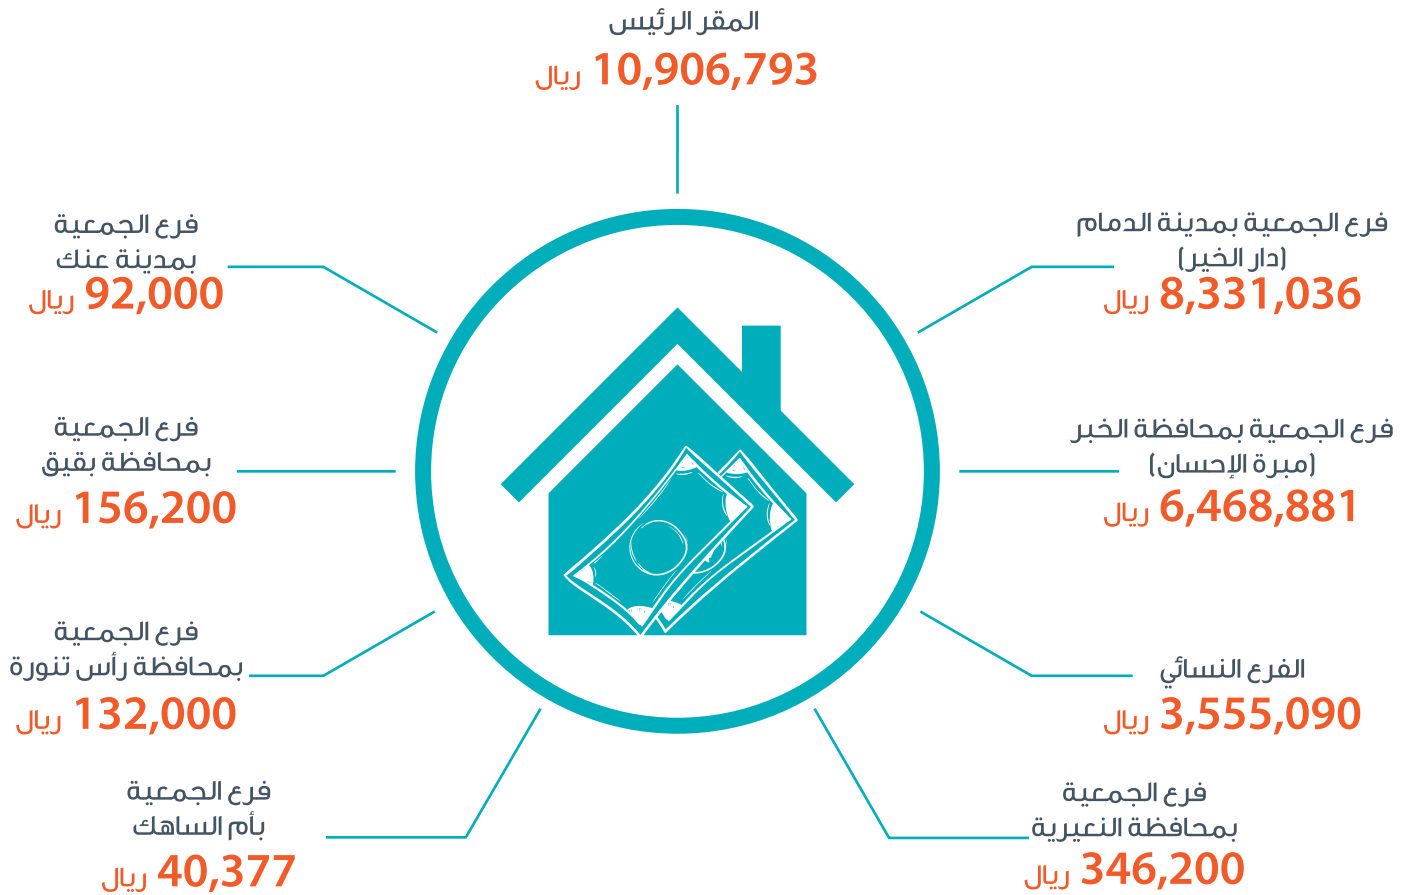 المقر الرئيس
10,906,793 ريال
فرع الجمعية بمدينة الدمام
(دار الخير)
8,331,036 ريال
فرع الجمعية بمحافظة الخبر
(مبرة الإحسان)
6,468,881 ريال
الفرع النسائي
3,555,090 ريال
فرع الجمعية
بمحافظة النعيرية
346,200 ريال
فرع الجمعية
بأم الساهك
40,377 ريال
فرع الجمعية
بمحافظة رأس تنورة
132,000 ريال
فرع الجمعية
بمحافظة بقيق
156,200 ريال
فرع الجمعية
بمدينة عنك
92,000 ريال